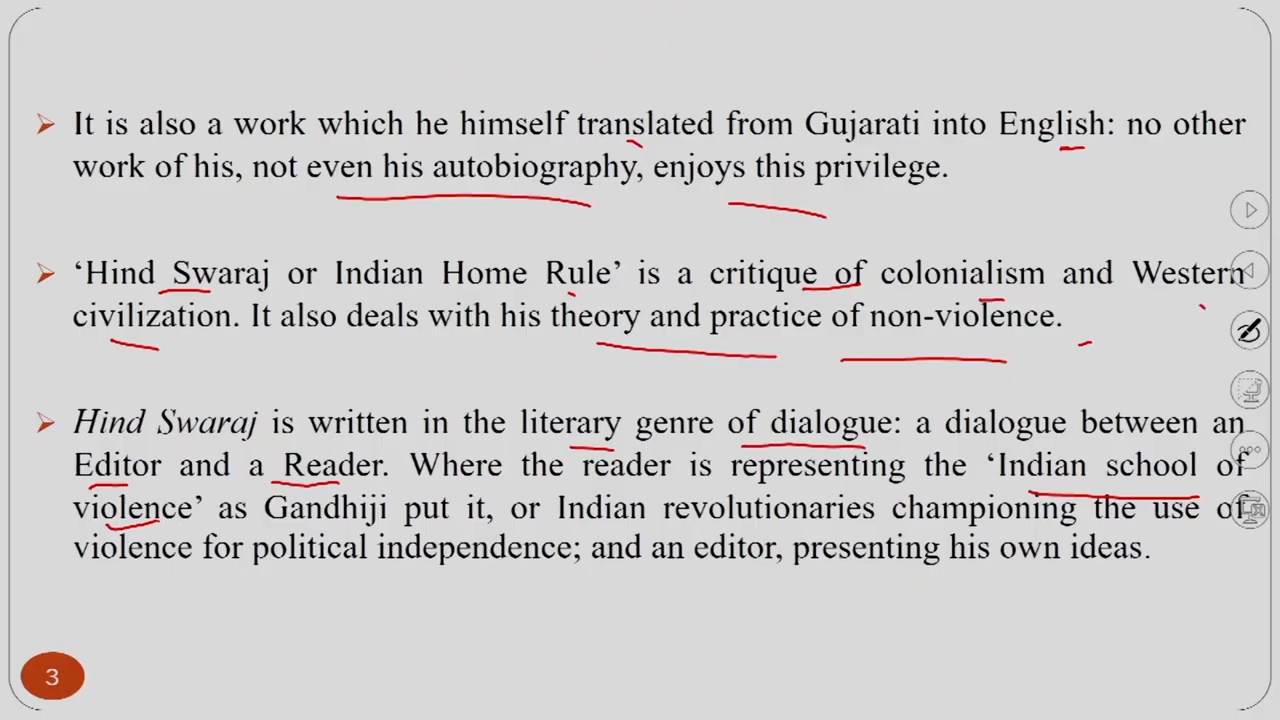 It is also a work which he himself translated from Gujarati into English: no other
work of his, not even his autobiography, enjoys this privilege.
‘Hind Swaraj or Indian Home Rule’ is a critique of colonialism and Western
civilization. It also deals with his theory and practice of non-violence.
Hind Swaraj is written in the literary genre of dialogue: a dialogue between an
Editor and a Reader. Where the reader is representing the ‘Indian school of
violence’ as Gandhiji put it, or Indian revolutionaries championing the use of
violence for political independence; and an editor, presenting his own ideas.
3